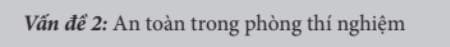 Vấn đề 2: An toàn trong phòng thí nghiệm